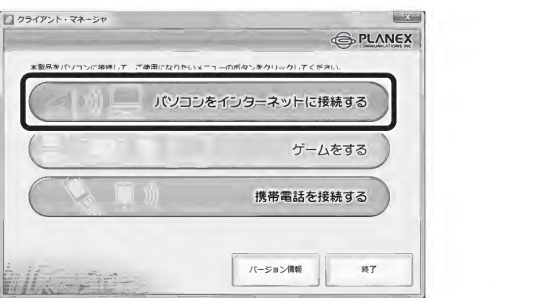 クライアント・マネージャ
PLANEX
COMMUNICATIONS INC.
本製品をパソコンに接続して、ご使用になりたいメニューのボタンをクリックしてください。
パソコンをインターネットに接続する
ゲームをする
携帯電話を接続する
バージョン情報
終了